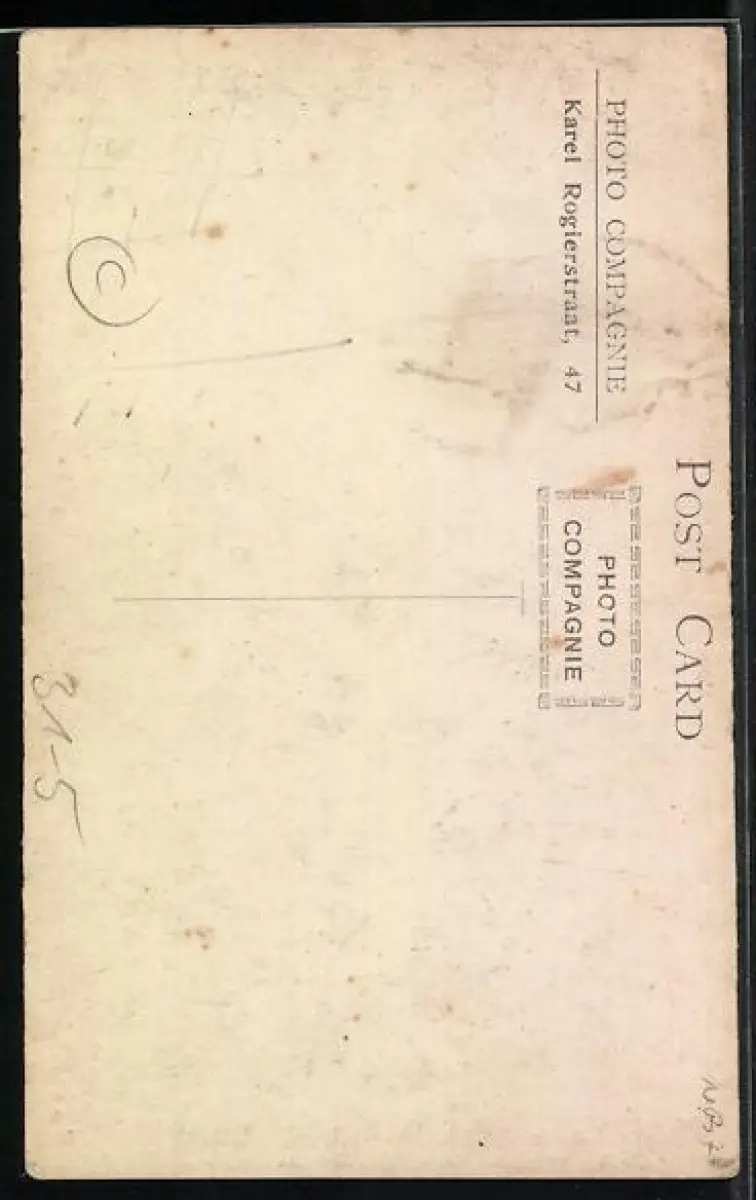 POST CARD
PHOTO COMPAGNIE
Karel Rogierstraat, 47
PHOTO
COMPAGNIE
C
31-5